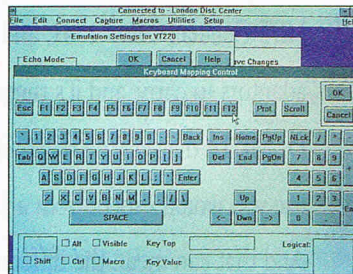 Connected to - London Dist. Center
File Edit Connect Capture Macros Utilities Setup
Emulation Settings for VT220
Echo Mode OK Cancel Help Save Changes
Keyboard Mapping Control
OK
Esc F1 F2 F3 F4 F5 F6 F7 F8 F9 F10 F11 F12 Prnt Scroll
Cancel
` 1 2 3 4 5 6 7 8 9 0 - = Back Ins Home PgUp NLck / *
Tab Q W E R T Y U I O P [ ] Del End PgDn 7 8 9
A S D F G H J K L ; ' Enter 4 5 6
Z X C V B N M , . / \ Up 1 2 3
SPACE <- Dwn -> 0 .
Alt Visible Key Top Logical:
Shift Ctrl Macro Key Value